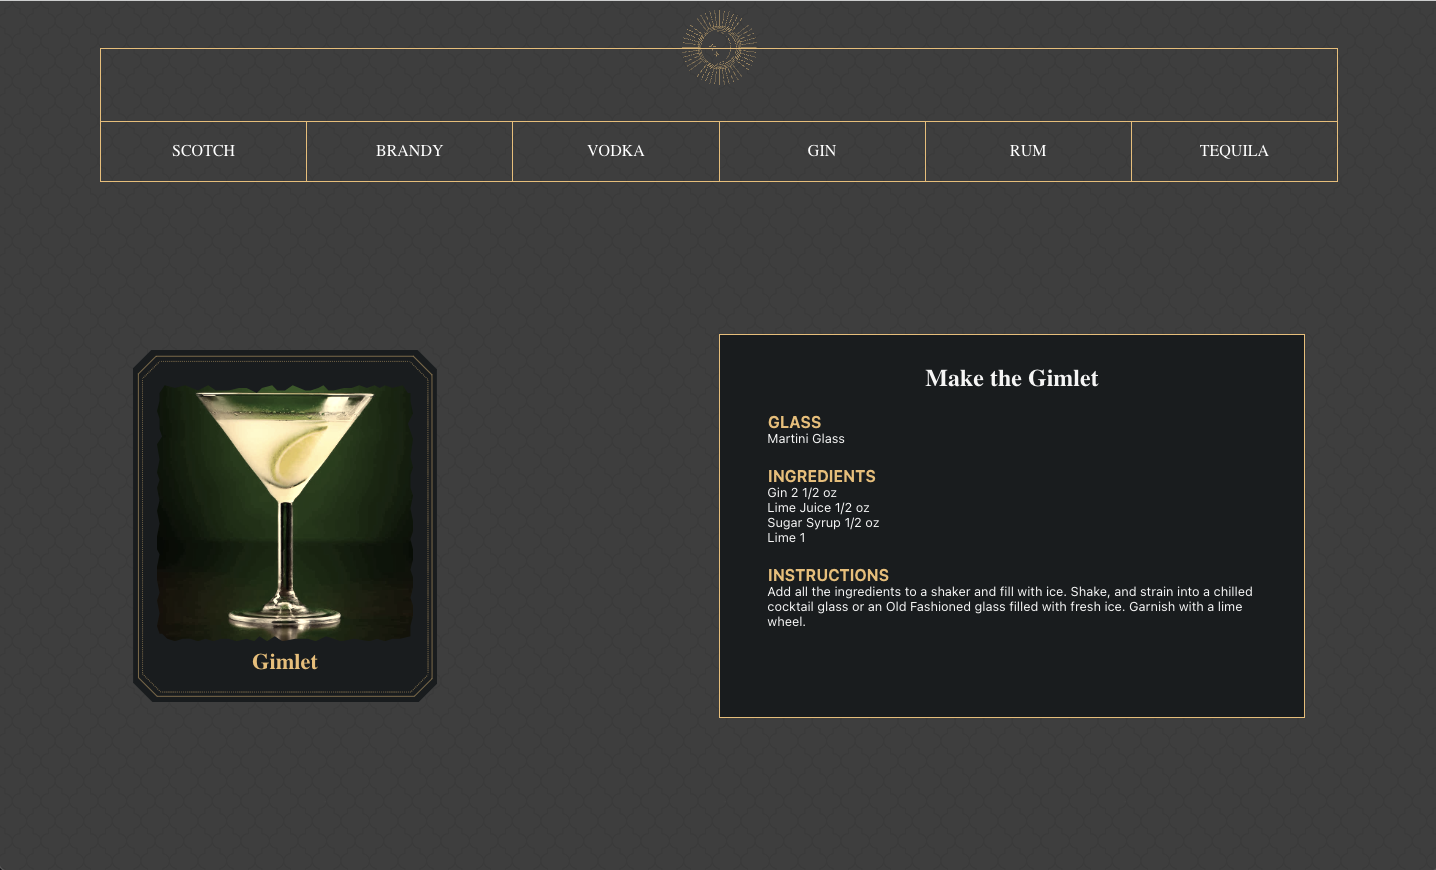 SCOTCH
BRANDY
VODKA
GIN
RUM
TEQUILA
Gimlet
Make the Gimlet
GLASS
Martini Glass
INGREDIENTS
Gin 2 1/2 oz
Lime Juice 1/2 oz
Sugar Syrup 1/2 oz
Lime 1
INSTRUCTIONS
Add all the ingredients to a shaker and fill with ice. Shake, and strain into a chilled
cocktail glass or an Old Fashioned glass filled with fresh ice. Garnish with a lime
wheel.